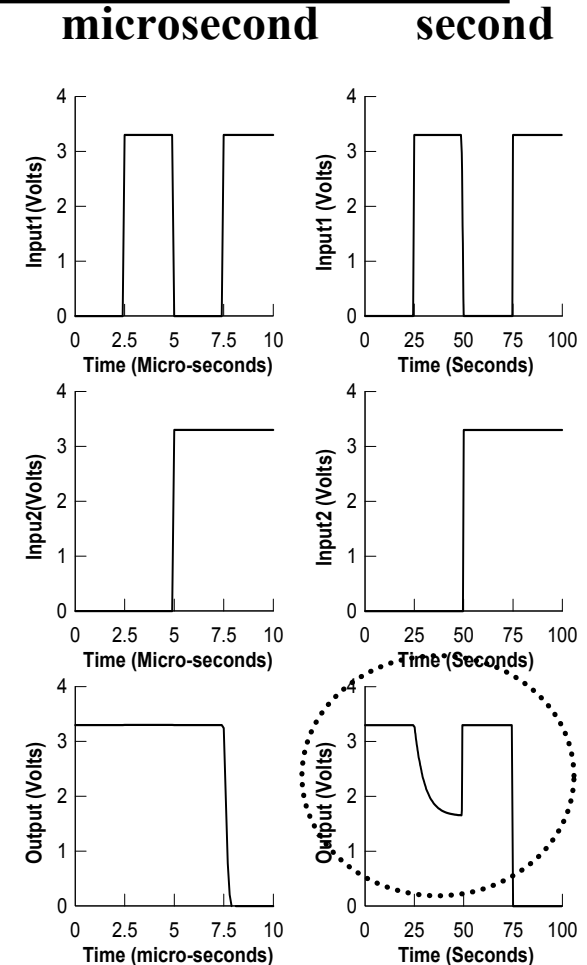 microsecond second
4
3
2
1
0
Input1(Volts)
0 2.5 5 7.5 10
Time (Micro-seconds)
4
3
2
1
0
Input1 (Volts)
0 25 50 75 100
Time (Seconds)
4
3
2
1
0
Inpu2(Volts)
0 2.5 5 7.5 10
Time (Micro-seconds)
4
3
2
1
0
Input2 (Volts)
0 25 50 75 100
Time (Seconds)
4
3
2
1
0
Output (Volts)
0 2.5 5 7.5 10
Time (micro-seconds)
4
3
2
1
0
Output (Volts)
0 25 50 75 100
Time (Seconds)